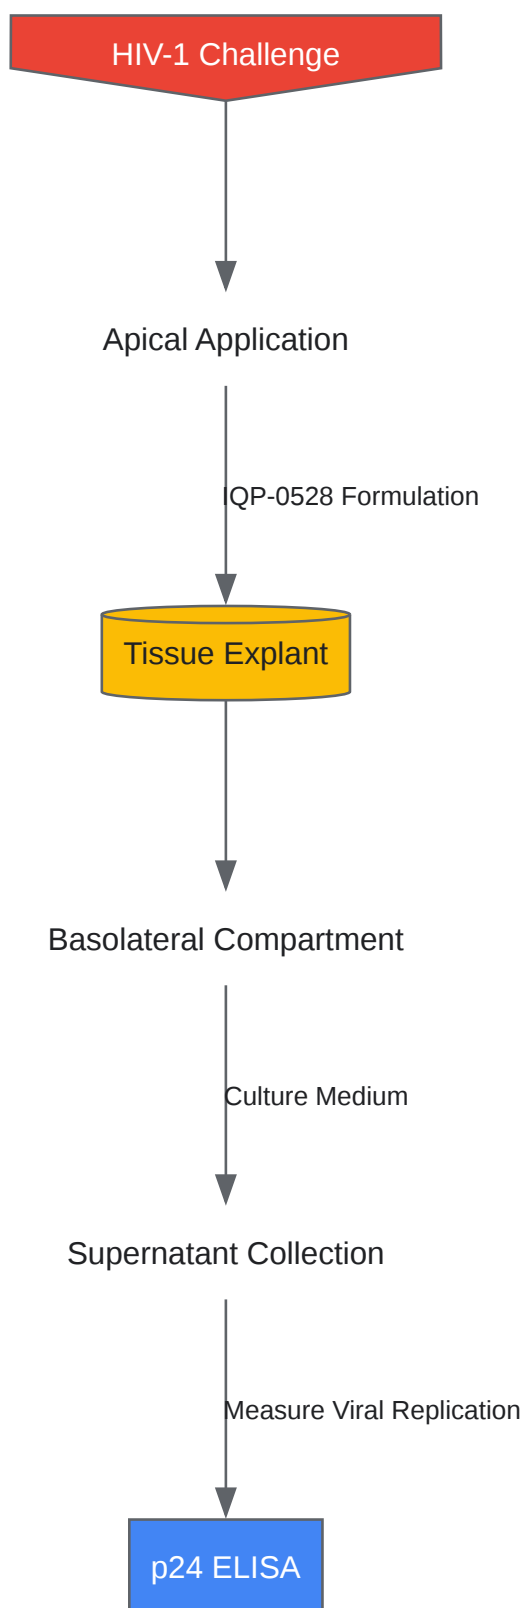 HIV-1 Challenge
Apical Application
IQP-0528 Formulation
Tissue Explant
Basolateral Compartment
Culture Medium
Supernatant Collection
Measure Viral Replication
p24 ELISA